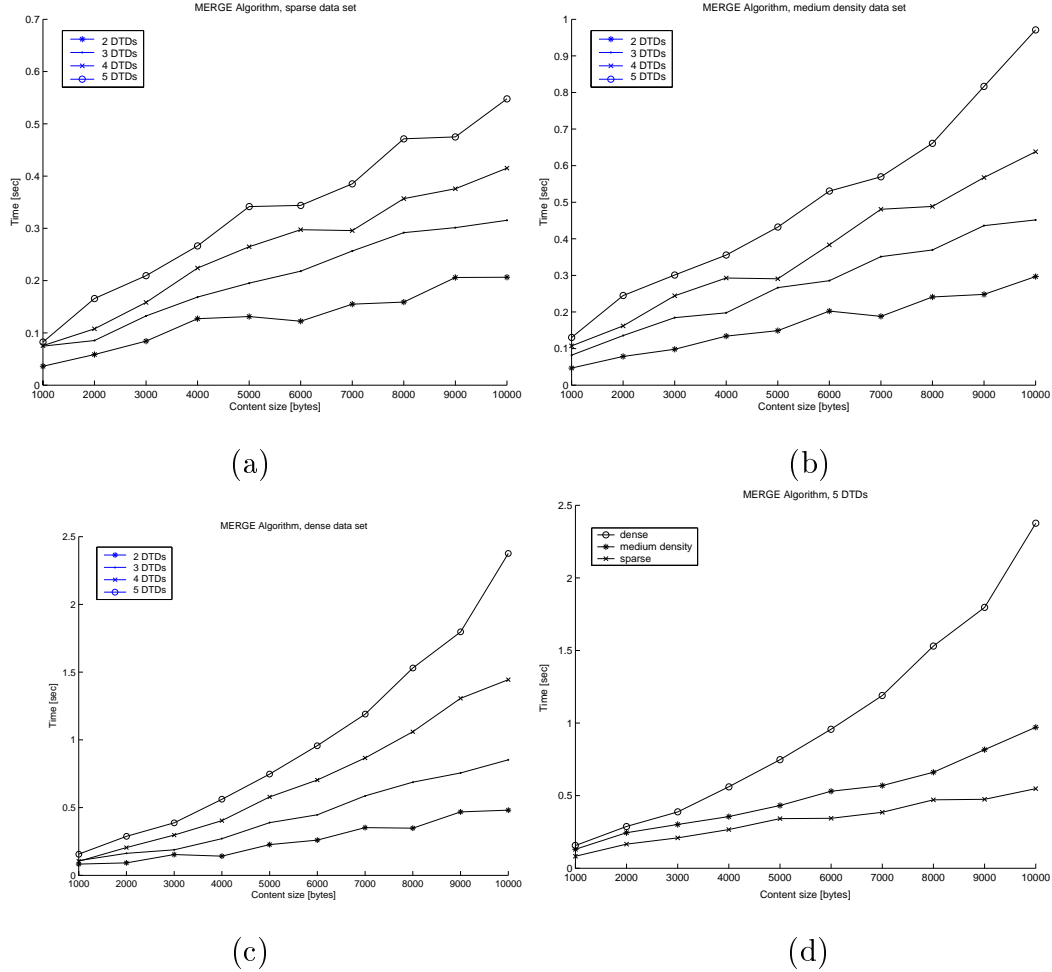 MERGE Algorithm, sparse data set
0.7
0.6
0.5
0.4
0.3
0.2
0.1
0
Time [sec]
2 DTDs
3 DTDs
4 DTDs
5 DTDs
1000 2000 3000 4000 5000 6000 7000 8000 9000 10000
Content size [bytes]
(a)
MERGE Algorithm, medium density data set
1
0.9
0.8
0.7
0.6
0.5
0.4
0.3
0.2
0.1
0
Time [sec]
2 DTDs
3 DTDs
4 DTDs
5 DTDs
1000 2000 3000 4000 5000 6000 7000 8000 9000 10000
Content size [bytes]
(b)
MERGE Algorithm, dense data set
2.5
2
1.5
1
0.5
0
Time [sec]
2 DTDs
3 DTDs
4 DTDs
5 DTDs
1000 2000 3000 4000 5000 6000 7000 8000 9000 10000
Content size [bytes]
(c)
MERGE Algorithm, 5 DTDs
2.5
2
1.5
1
0.5
0
Time [sec]
dense
medium density
sparse
1000 2000 3000 4000 5000 6000 7000 8000 9000 10000
Content size [bytes]
(d)